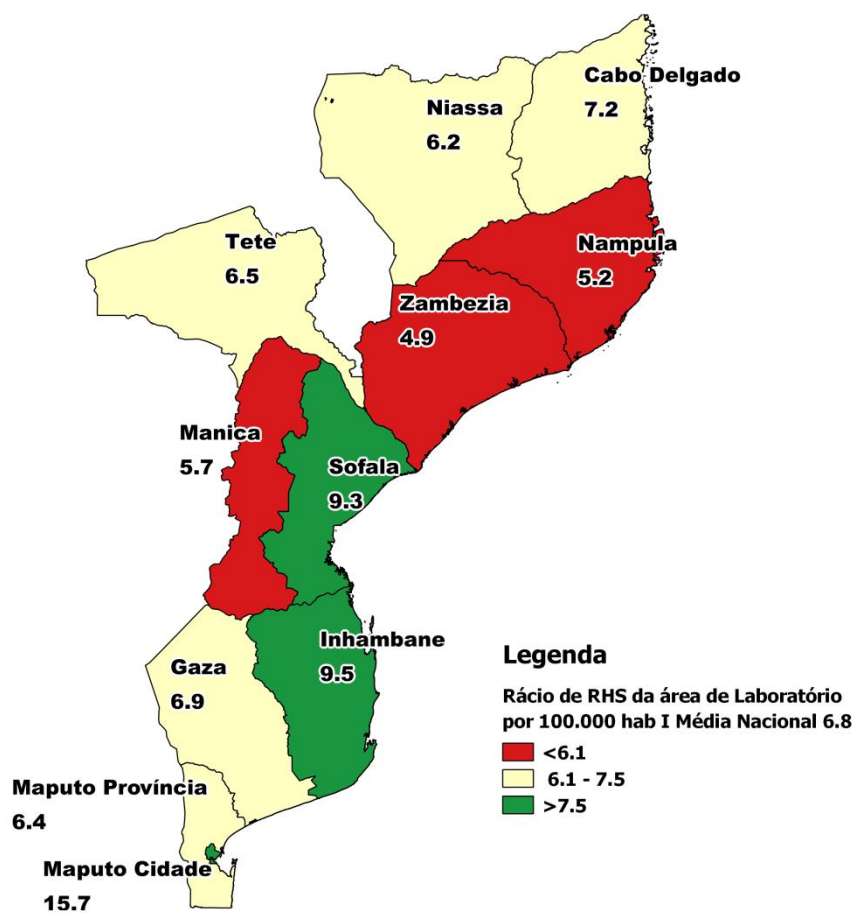 Cabo Delgado
7.2
Niassa
6.2
Nampula
5.2
Tete
6.5
Zambezia
4.9
Manica
5.7
Sofala
9.3
Inhambane
9.5
Gaza
6.9
Maputo Província
6.4
Maputo Cidade
15.7
Legenda
Rácio de RHS da área de Laboratório
por 100.000 hab I Média Nacional 6.8
<6.1
6.1 - 7.5
>7.5